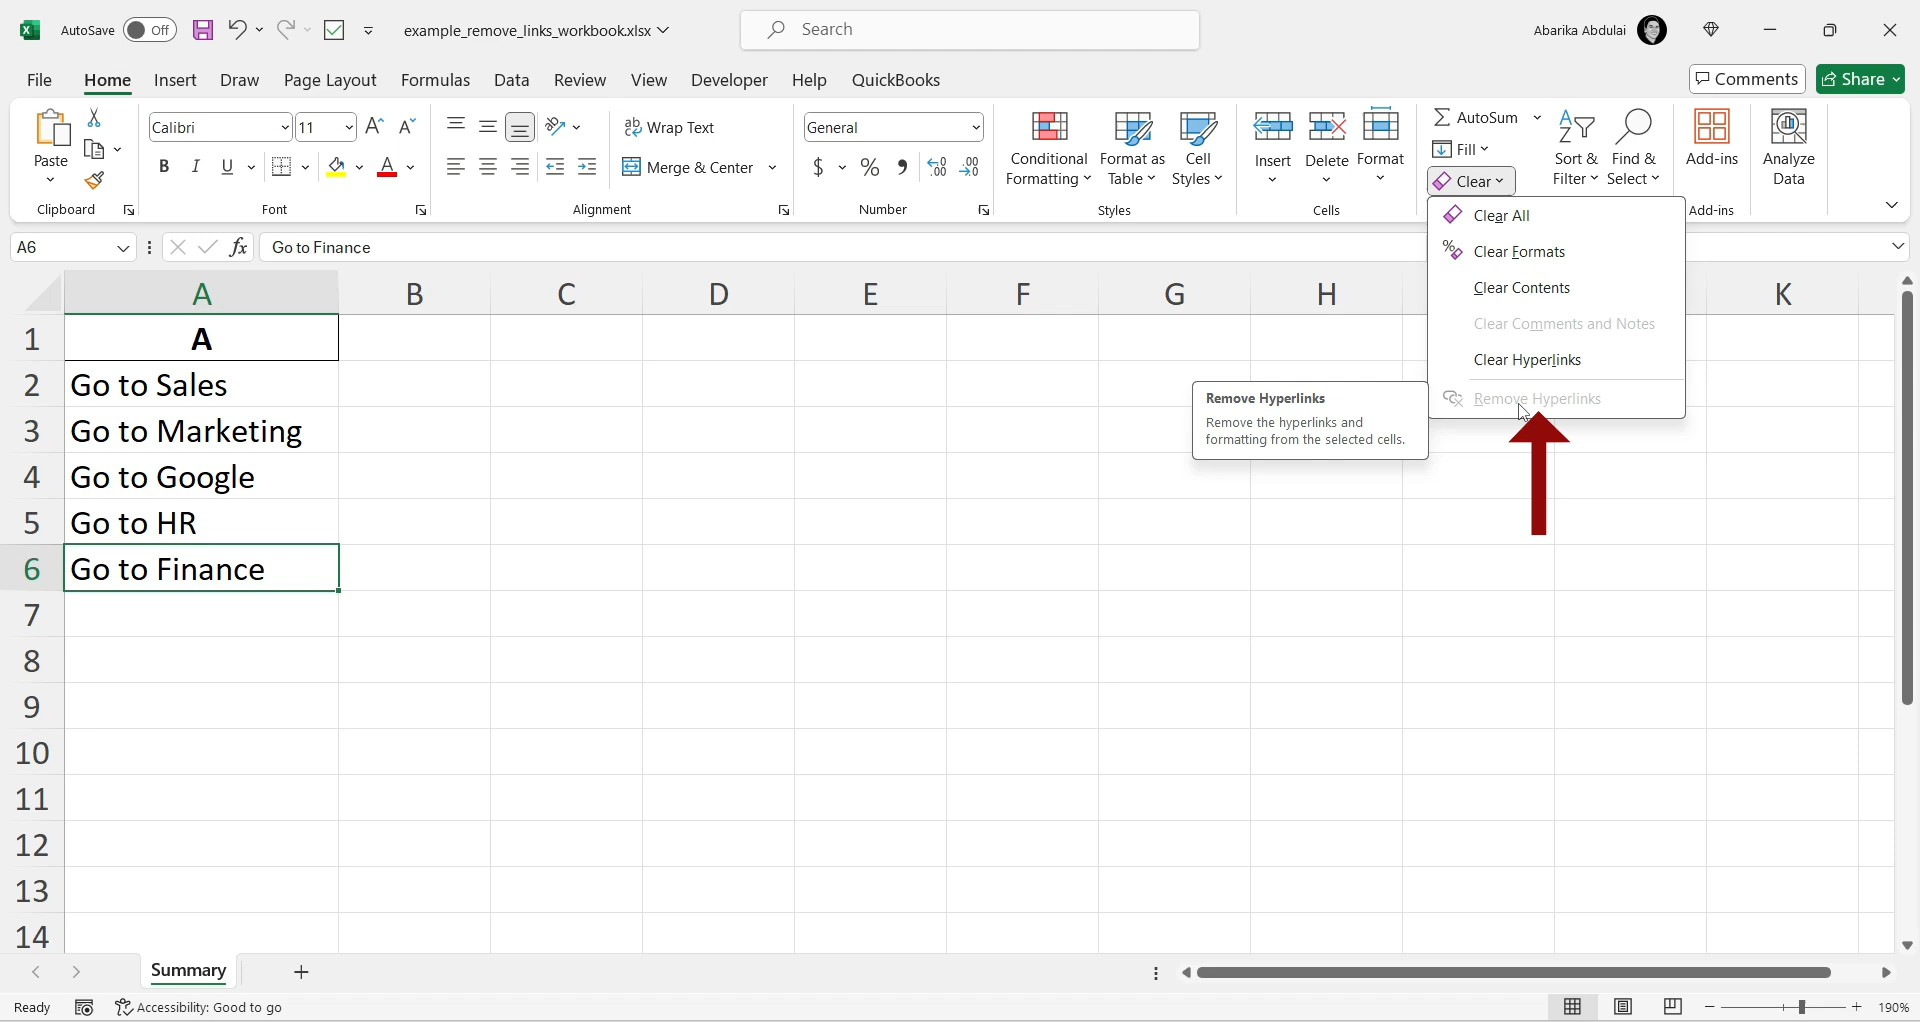 AutoSave Off example_remove_links_workbook.xlsx Search Abarika Abdulai
File Home Insert Draw Page Layout Formulas Data Review View Developer Help QuickBooks Comments Share
Paste
Clipboard
Calibri 11
B I U A
Font
Wrap Text
Merge & Center
Alignment
General
$ % 9 .00 .00
Number
Conditional Formatting
Format as Table
Cell Styles
Styles
Insert Delete Format
Cells
AutoSum
Fill
Clear
Sort & Filter
Find & Select
Add-ins
Add-ins
Analyze Data
Clear All
Clear Formats
Clear Contents
Clear Comments and Notes
Clear Hyperlinks
Remove Hyperlinks
Remove Hyperlinks
Remove the hyperlinks and
formatting from the selected cells.
A6 fx Go to Finance
A B C D E F G H K
1 A
2 Go to Sales
3 Go to Marketing
4 Go to Google
5 Go to HR
6 Go to Finance
7
8
9
10
11
12
13
14
Summary
Ready Accessibility: Good to go 190%